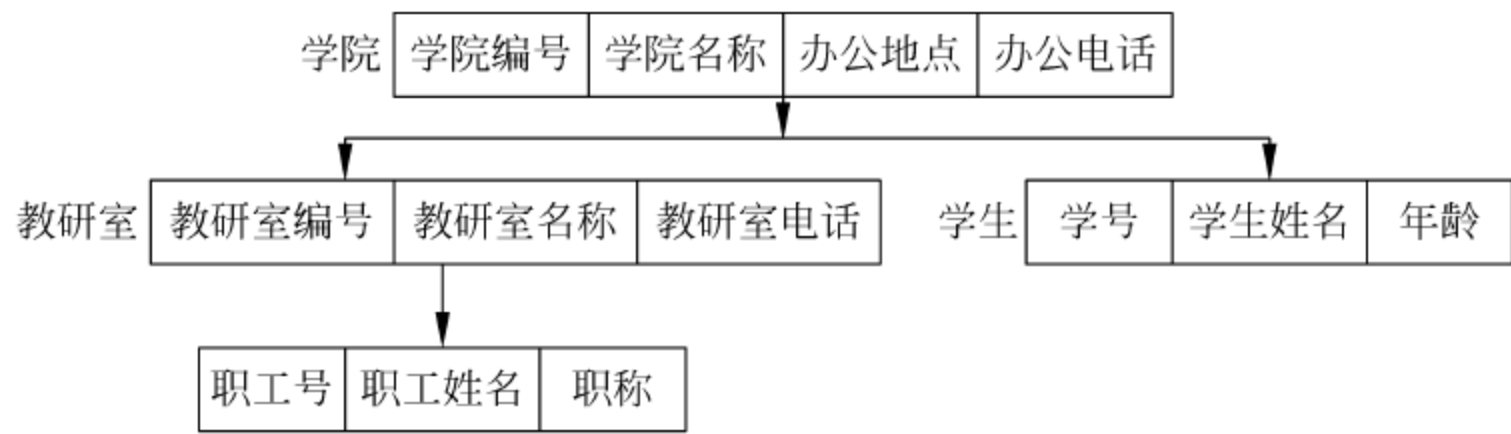 学院 学院编号 学院名称 办公地点 办公电话
教研室 教研室编号 教研室名称 教研室电话 学生 学号 学生姓名 年龄
职工号 职工姓名 职称